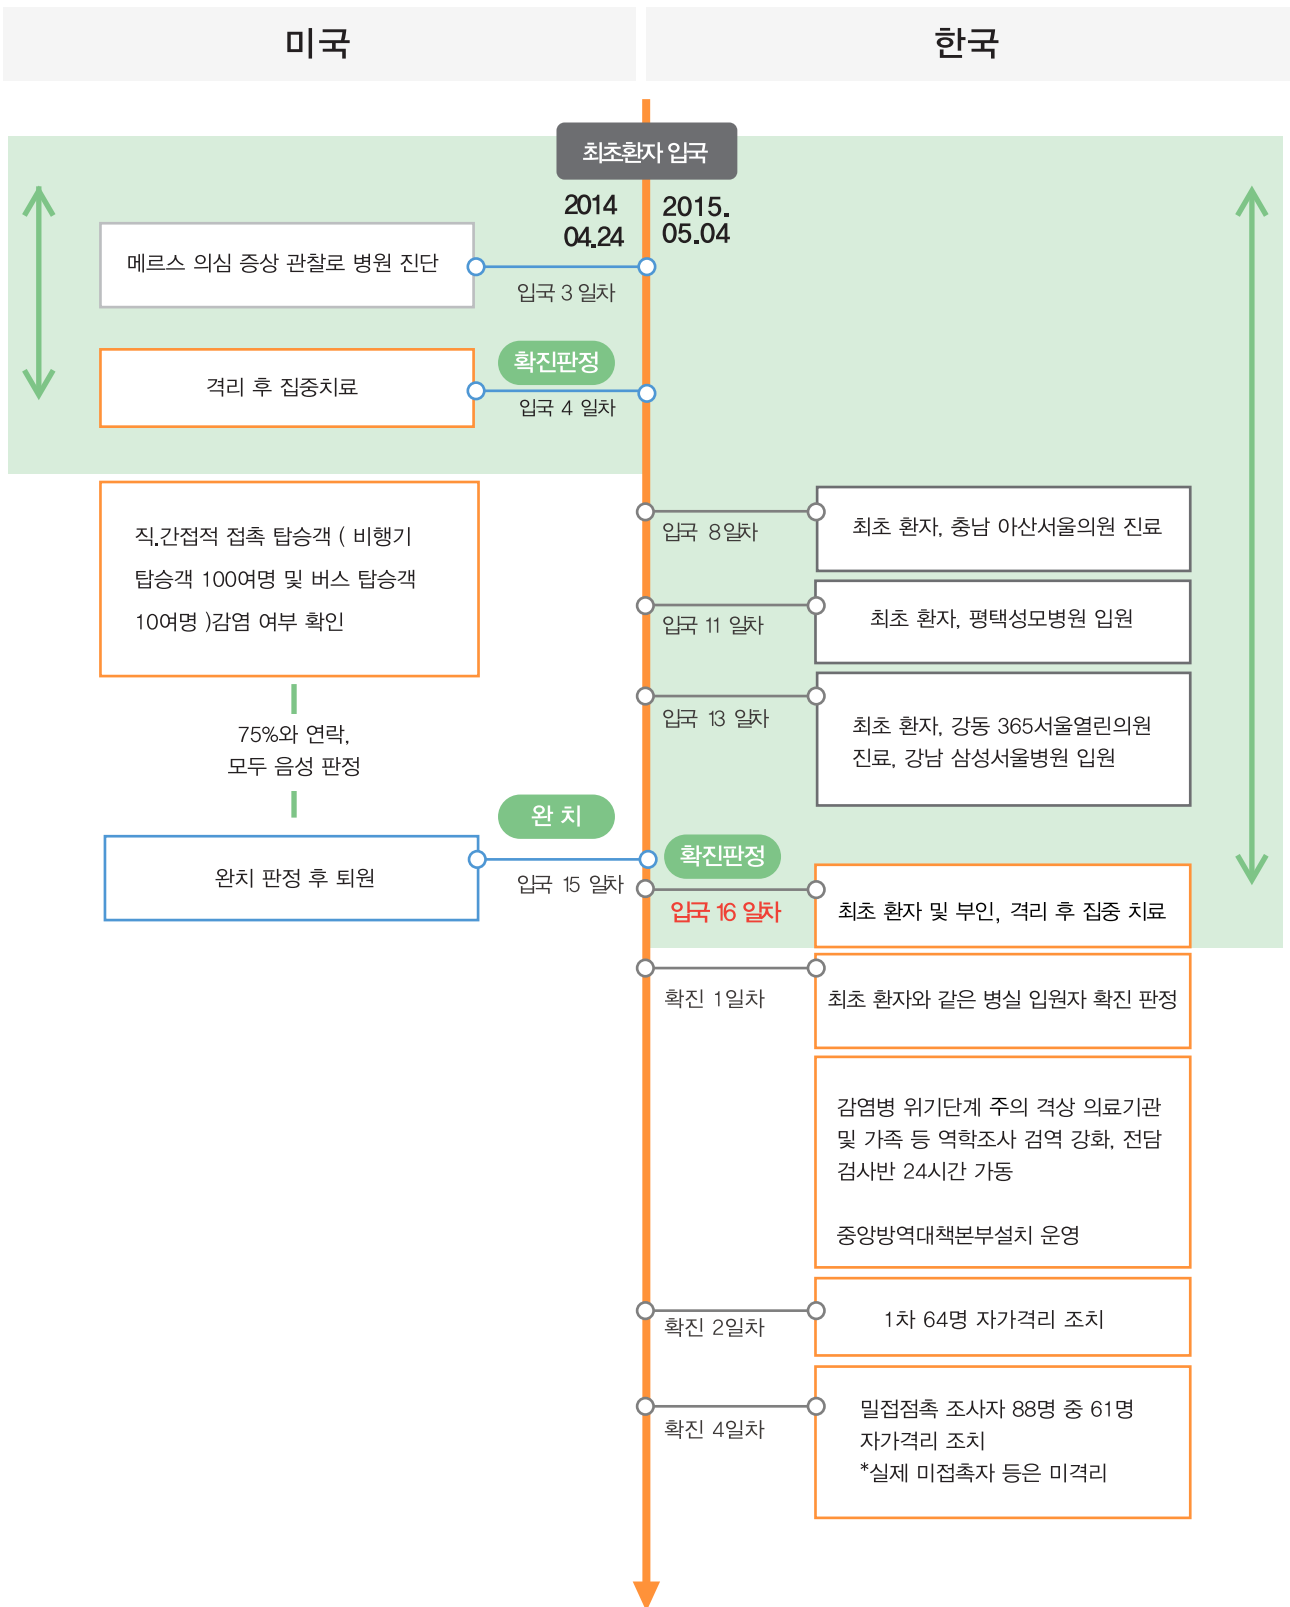 미국
한국
최초환자 입국
2014
04.24
2015.
05.04
메르스 의심 증상 관찰로 병원 진단
입국 3 일차
확진판정
격리 후 집중치료
입국 4 일차
직.간접적 접촉 탑승객 ( 비행기
탑승객 100여명 및 버스 탑승객
10여명 )감염 여부 확인
75%와 연락,
모두 음성 판정
완 치
완치 판정 후 퇴원
입국 15 일차
입국 8일차
최초 환자, 충남 아산서울의원 진료
입국 11 일차
최초 환자, 평택성모병원 입원
입국 13 일차
최초 환자, 강동 365서울열린의원
진료, 강남 삼성서울병원 입원
확진판정
입국 16 일차
최초 환자 및 부인, 격리 후 집중 치료
확진 1일차
최초 환자와 같은 병실 입원자 확진 판정
감염병 위기단계 주의 격상 의료기관
및 가족 등 역학조사 검역 강화, 전담
검사반 24시간 가동
중앙방역대책본부설치 운영
확진 2일차
1차 64명 자가격리 조치
확진 4일차
밀접점촉 조사자 88명 중 61명
자가격리 조치
*실제 미접촉자 등은 미격리